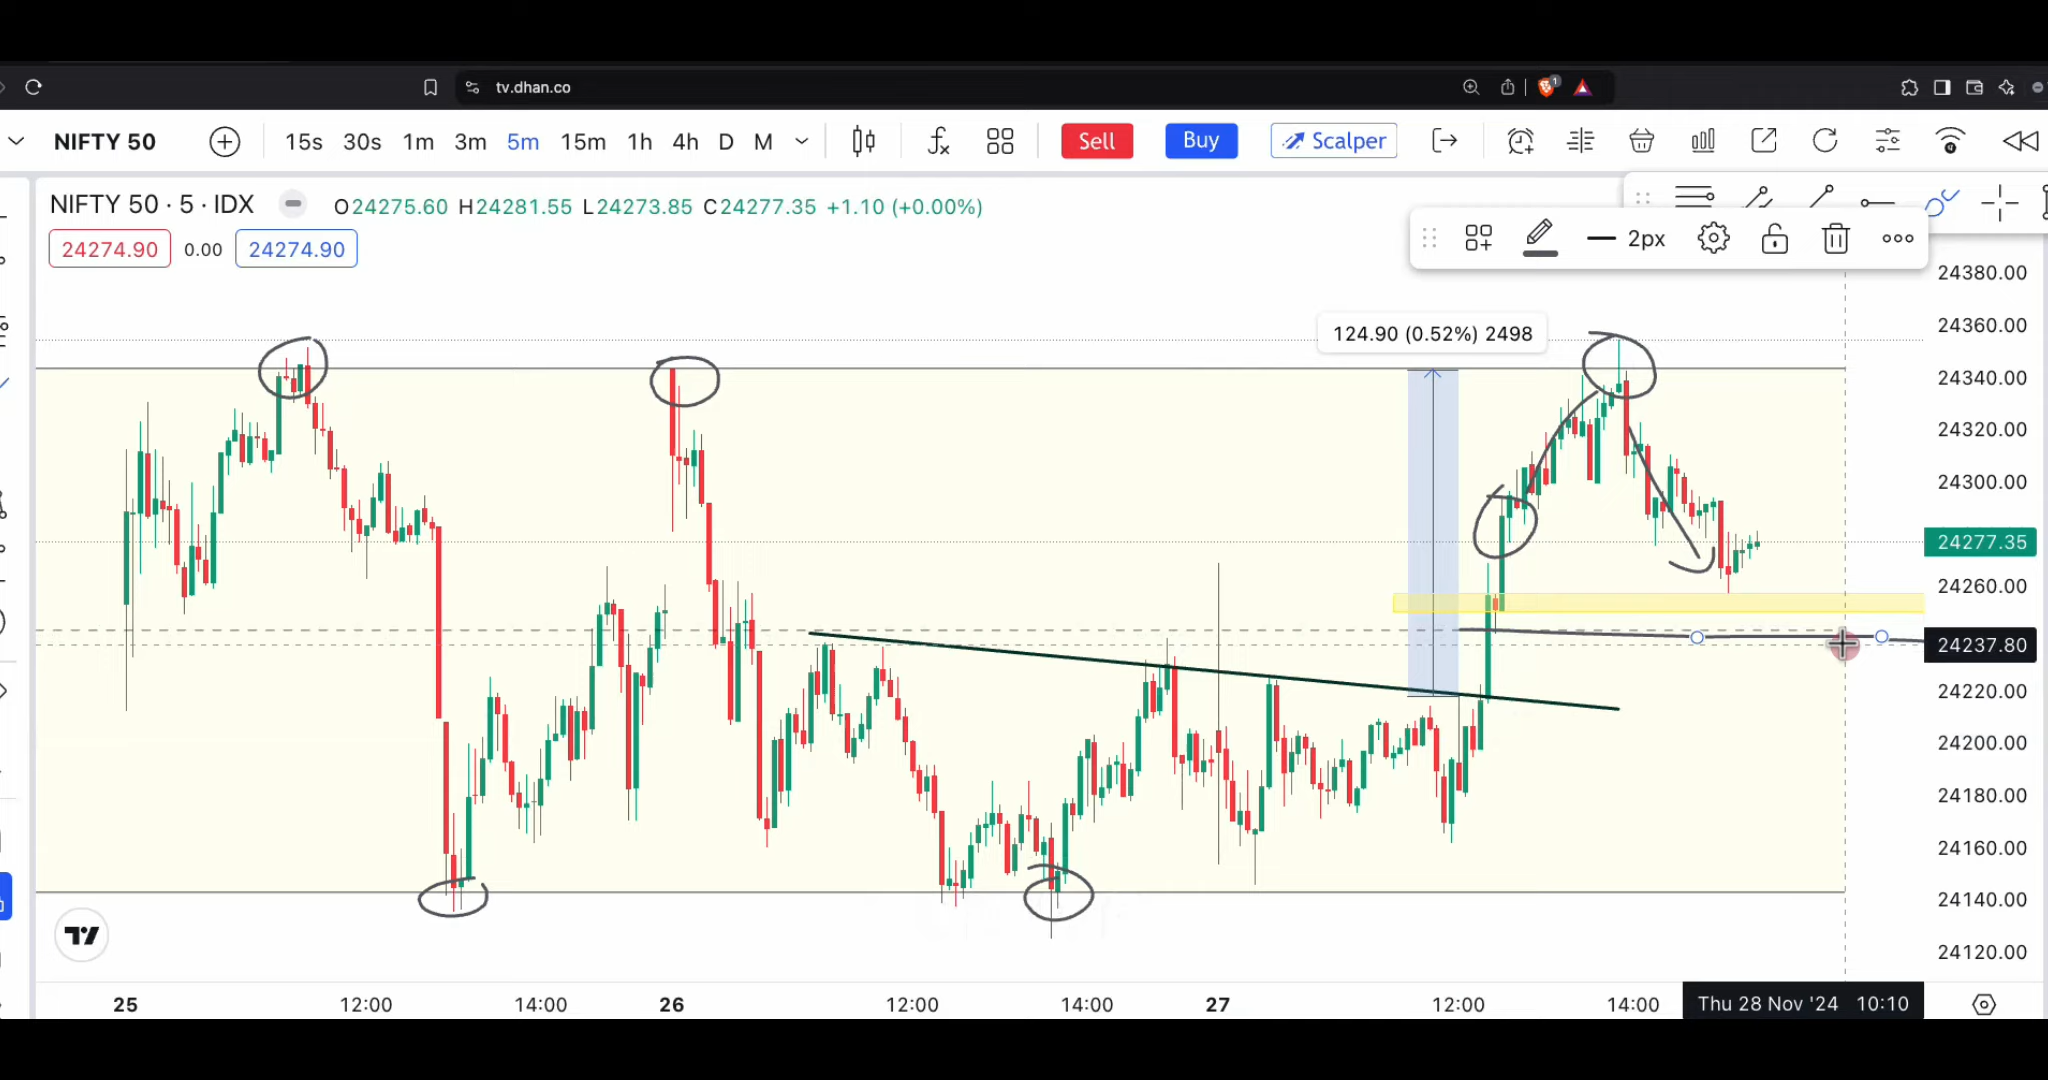 tv.dhan.co
1
NIFTY 50
15s 30s 1m 3m 5m 15m 1h 4h D M
Sell
Buy
Scalper
NIFTY 50 · 5 · IDX
O24275.60 H24281.55 L24273.85 C24277.35 +1.10 (+0.00%)
24274.90 0.00 24274.90
2px
124.90 (0.52%) 2498
24380.00
24360.00
24340.00
24320.00
24300.00
24277.35
24260.00
24237.80
24220.00
24200.00
24180.00
24160.00
24140.00
24120.00
25 12:00 14:00 26 12:00 14:00 27 12:00 14:00 Thu 28 Nov '24 10:10